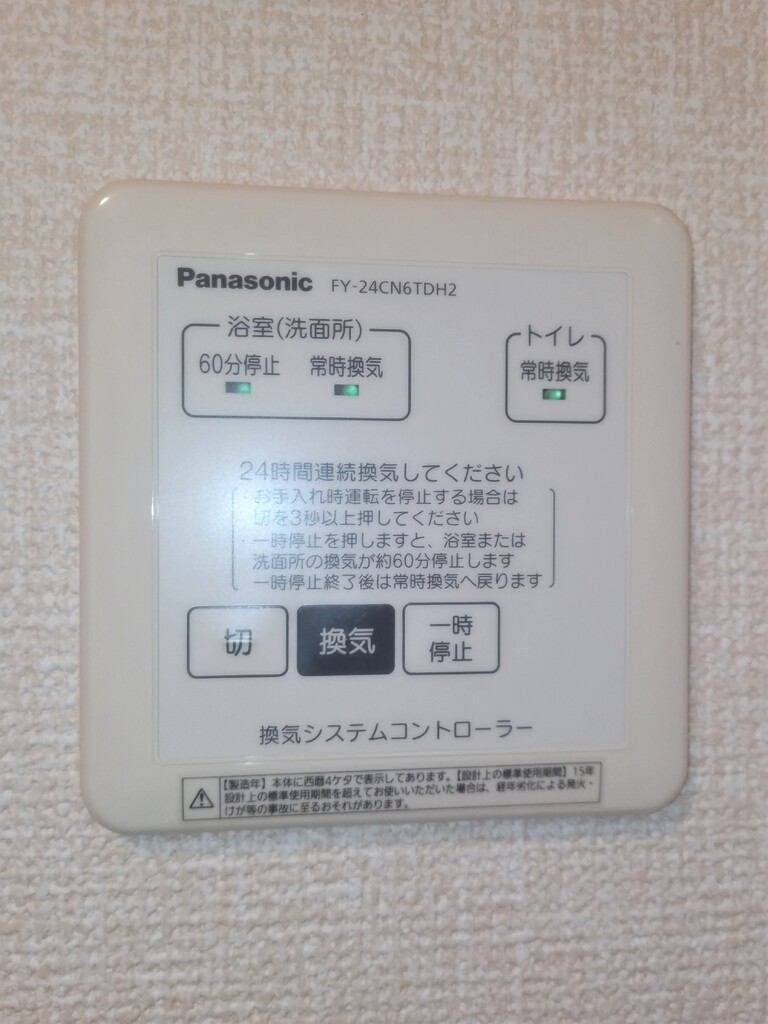 Panasonic FY-24CN6TDH2
浴室(洗面所)
60分停止 常時換気
トイレ
常時換気
24時間連続換気してください
・お手入れ時運転を停止する場合は
切を3秒以上押してください
・一時停止を押しますと、浴室または
洗面所の換気が約60分停止します
一時停止終了後は常時換気へ戻ります
切 換気 一時
停止
換気システムコントローラー
【製造年】本体に西暦4ケタで表示してあります。【設計上の標準使用期間】15年
設計上の標準使用期間を超えてお使いいただいた場合は、経年劣化による発火・
けが等の事故に至るおそれがあります。